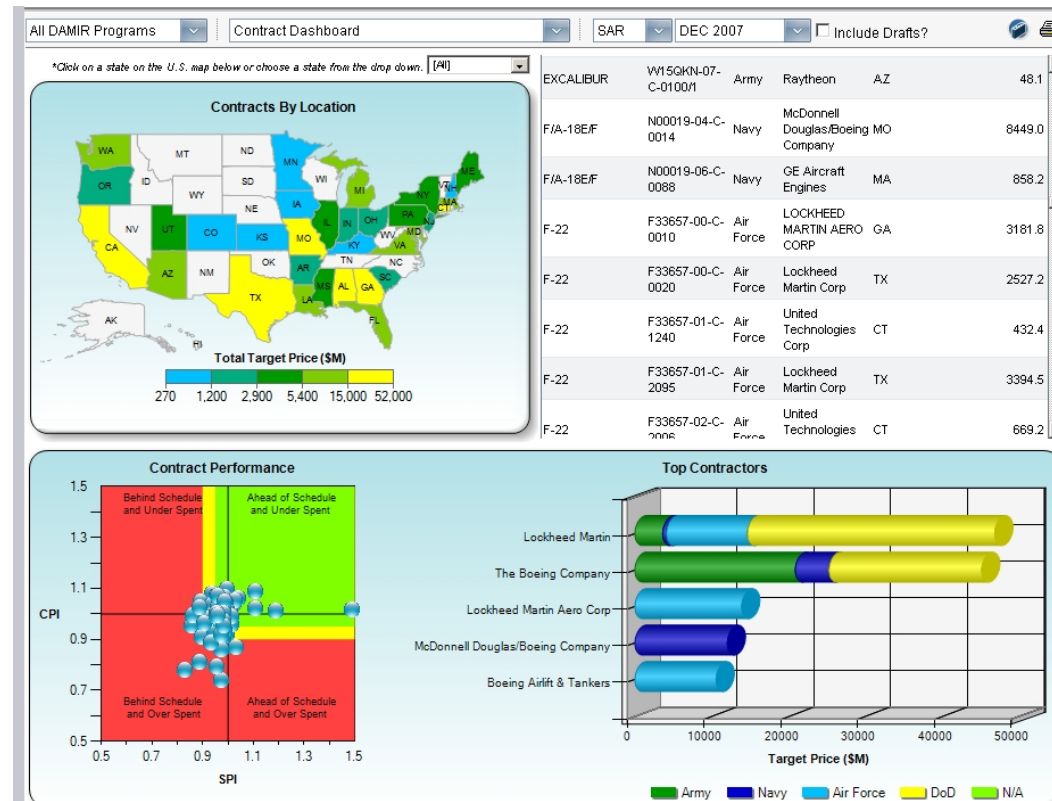 All DAMIR Programs
Contract Dashboard
SAR
DEC 2007
Include Drafts?
*Click on a state on the U.S. map below or choose a state from the drop down.
[All]
Contracts By Location
WA
OR
CA
NV
ID
MT
WY
UT
AZ
CO
NM
ND
SD
NE
KS
OK
TX
MN
IA
MO
AR
LA
WI
IL
MS
MI
IN
KY
TN
AL
OH
WV
GA
FL
SC
NC
VA
MD
PA
NJ
NY
CT
MA
VT
NH
ME
AK
HI
Total Target Price ($M)
270 1,200 2,900 5,400 15,000 52,000
EXCALIBUR W15QKN-07-C-0100/1 Army Raytheon AZ 48.1
F/A-18E/F N00019-04-C-0014 Navy McDonnell Douglas/Boeing Company MO 8449.0
F/A-18E/F N00019-06-C-0088 Navy GE Aircraft Engines MA 858.2
F-22 F33657-00-C-0010 Air Force LOCKHEED MARTIN AERO CORP GA 3181.8
F-22 F33657-00-C-0020 Air Force Lockheed Martin Corp TX 2527.2
F-22 F33657-01-C-1240 Air Force United Technologies Corp CT 432.4
F-22 F33657-01-C-2095 Air Force Lockheed Martin Corp TX 3394.5
F-22 F33657-02-C-2006 Air Force United Technologies CT 669.2
Contract Performance
CPI
1.5
1.3
1.1
0.9
0.7
0.5
Behind Schedule and Under Spent
Ahead of Schedule and Under Spent
Behind Schedule and Over Spent
Ahead of Schedule and Over Spent
0.5 0.7 0.9 1.1 1.3 1.5
SPI
Top Contractors
Lockheed Martin
The Boeing Company
Lockheed Martin Aero Corp
McDonnell Douglas/Boeing Company
Boeing Airlift & Tankers
0 10000 20000 30000 40000 50000
Target Price ($M)
Army Navy Air Force DoD N/A